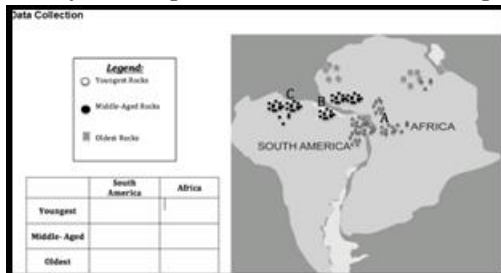 Data Collection
Legend:
Youngest Rocks
Middle-Aged Rocks
Oldest Rocks
South America Africa
Youngest
Middle- Aged
Oldest
C
B
A
AFRICA
SOUTH AMERICA